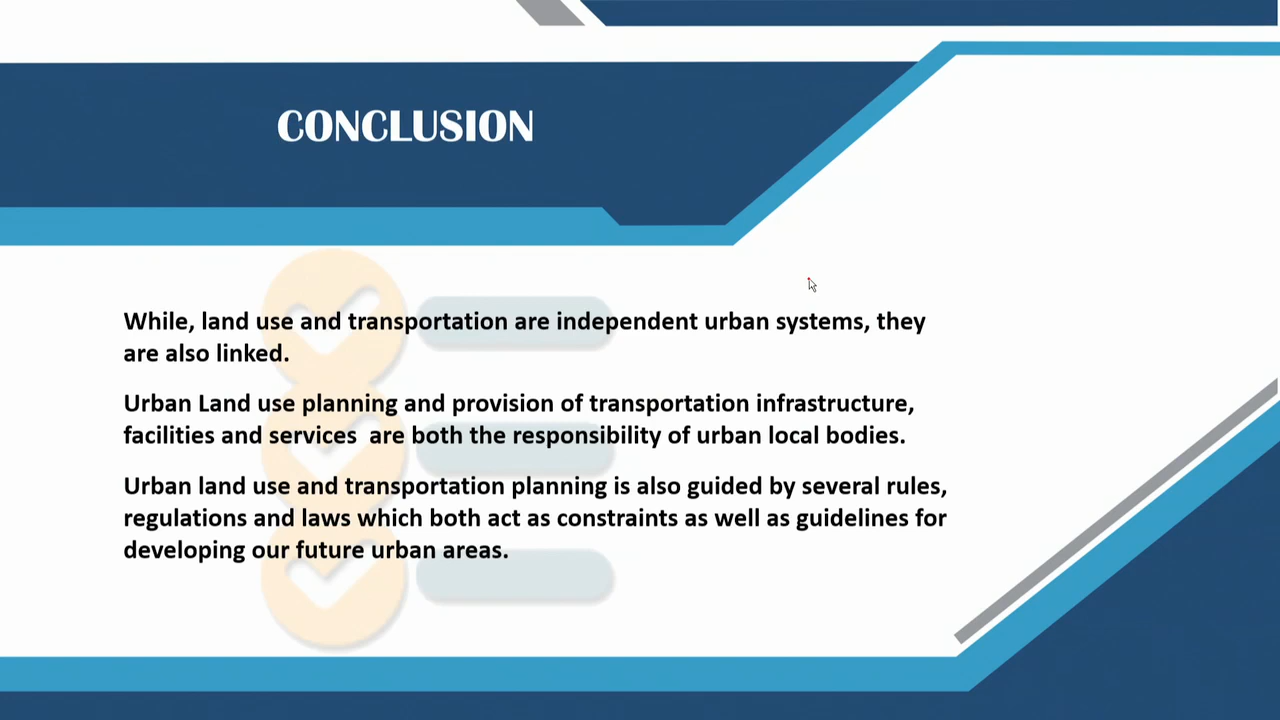 CONCLUSION
While, land use and transportation are independent urban systems, they
are also linked.
Urban Land use planning and provision of transportation infrastructure,
facilities and services  are both the responsibility of urban local bodies.
Urban land use and transportation planning is also guided by several rules,
regulations and laws which both act as constraints as well as guidelines for
developing our future urban areas.